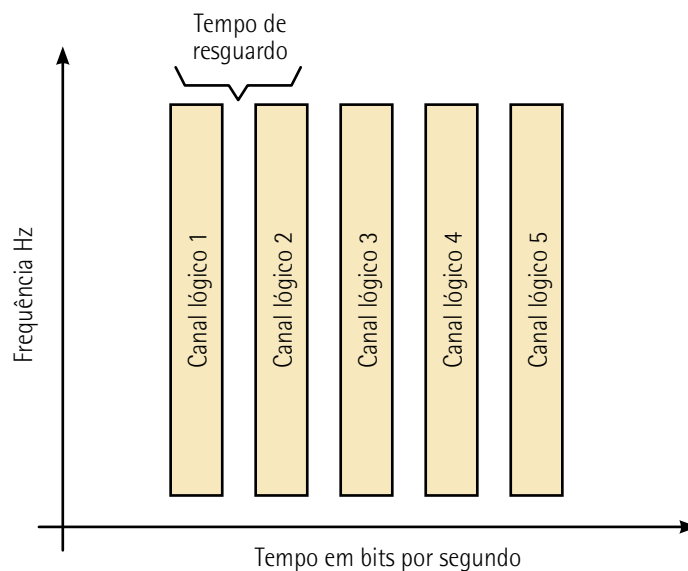 Tempo de
resguardo
Frequência Hz
Canal lógico 1
Canal lógico 2
Canal lógico 3
Canal lógico 4
Canal lógico 5
Tempo em bits por segundo